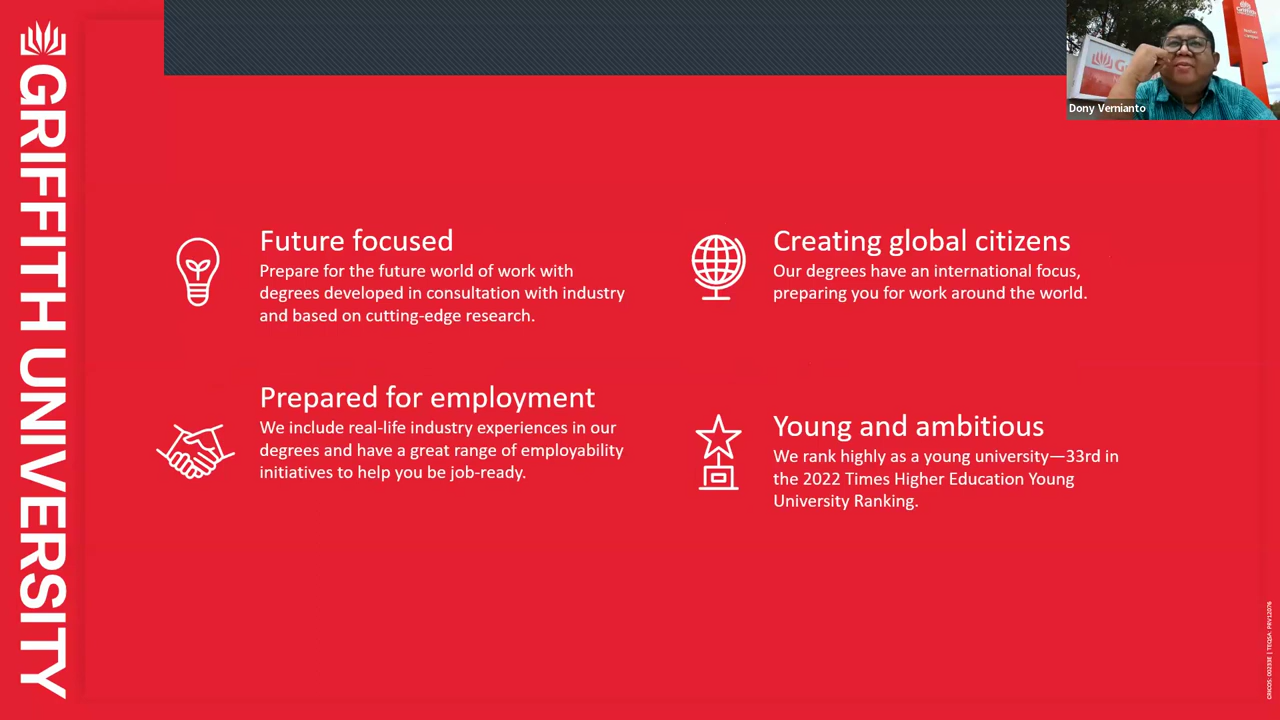 GRIFFITH UNIVERSITY
Dony Vernianto
Future focused
Prepare for the future world of work with
degrees developed in consultation with industry
and based on cutting-edge research.
Creating global citizens
Our degrees have an international focus,
preparing you for work around the world.
Prepared for employment
We include real-life industry experiences in our
degrees and have a great range of employability
initiatives to help you be job-ready.
Young and ambitious
We rank highly as a young university—33rd in
the 2022 Times Higher Education Young
University Ranking.
CRICOS: 00233E | TEQSA: PRV12076